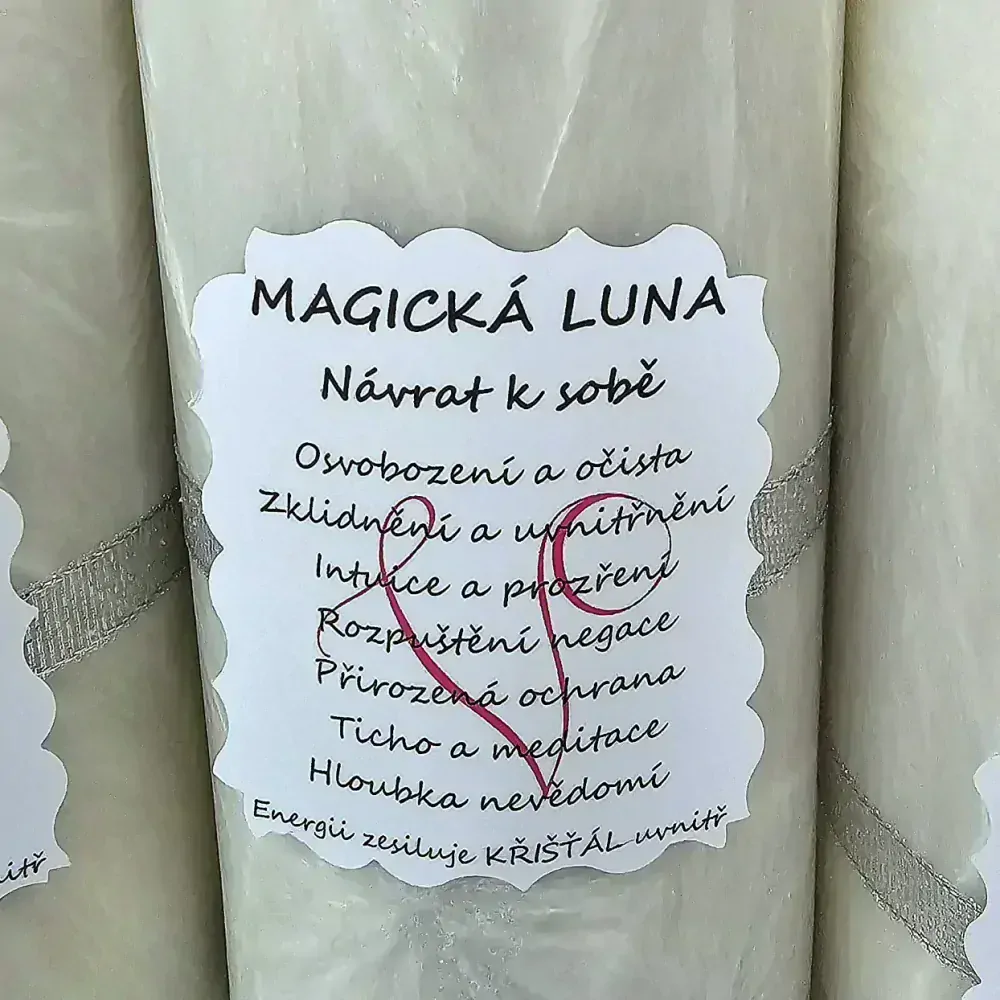 MAGICKÁ LUNA
Návrat k sobě
Osvobození a očista
Zklidnění a uvnitřnění
Intuice a prozření
Rozpuštění negace
Přirozená ochrana
Ticho a meditace
Hloubka nevědomí
Energii zesiluje KŘIŠŤÁL uvnitř